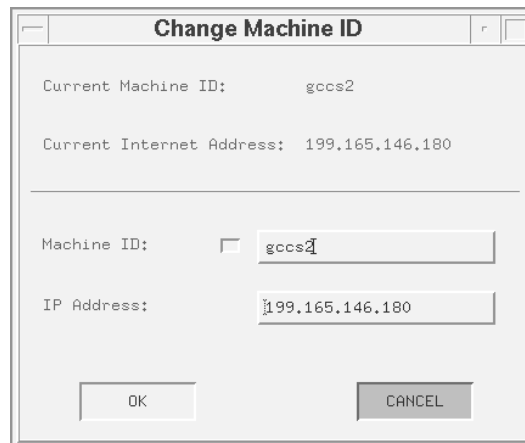 Change Machine ID
Current Machine ID: gccs2
Current Internet Address: 199.165.146.180
Machine ID: gccs2
IP Address: 199.165.146.180
OK CANCEL